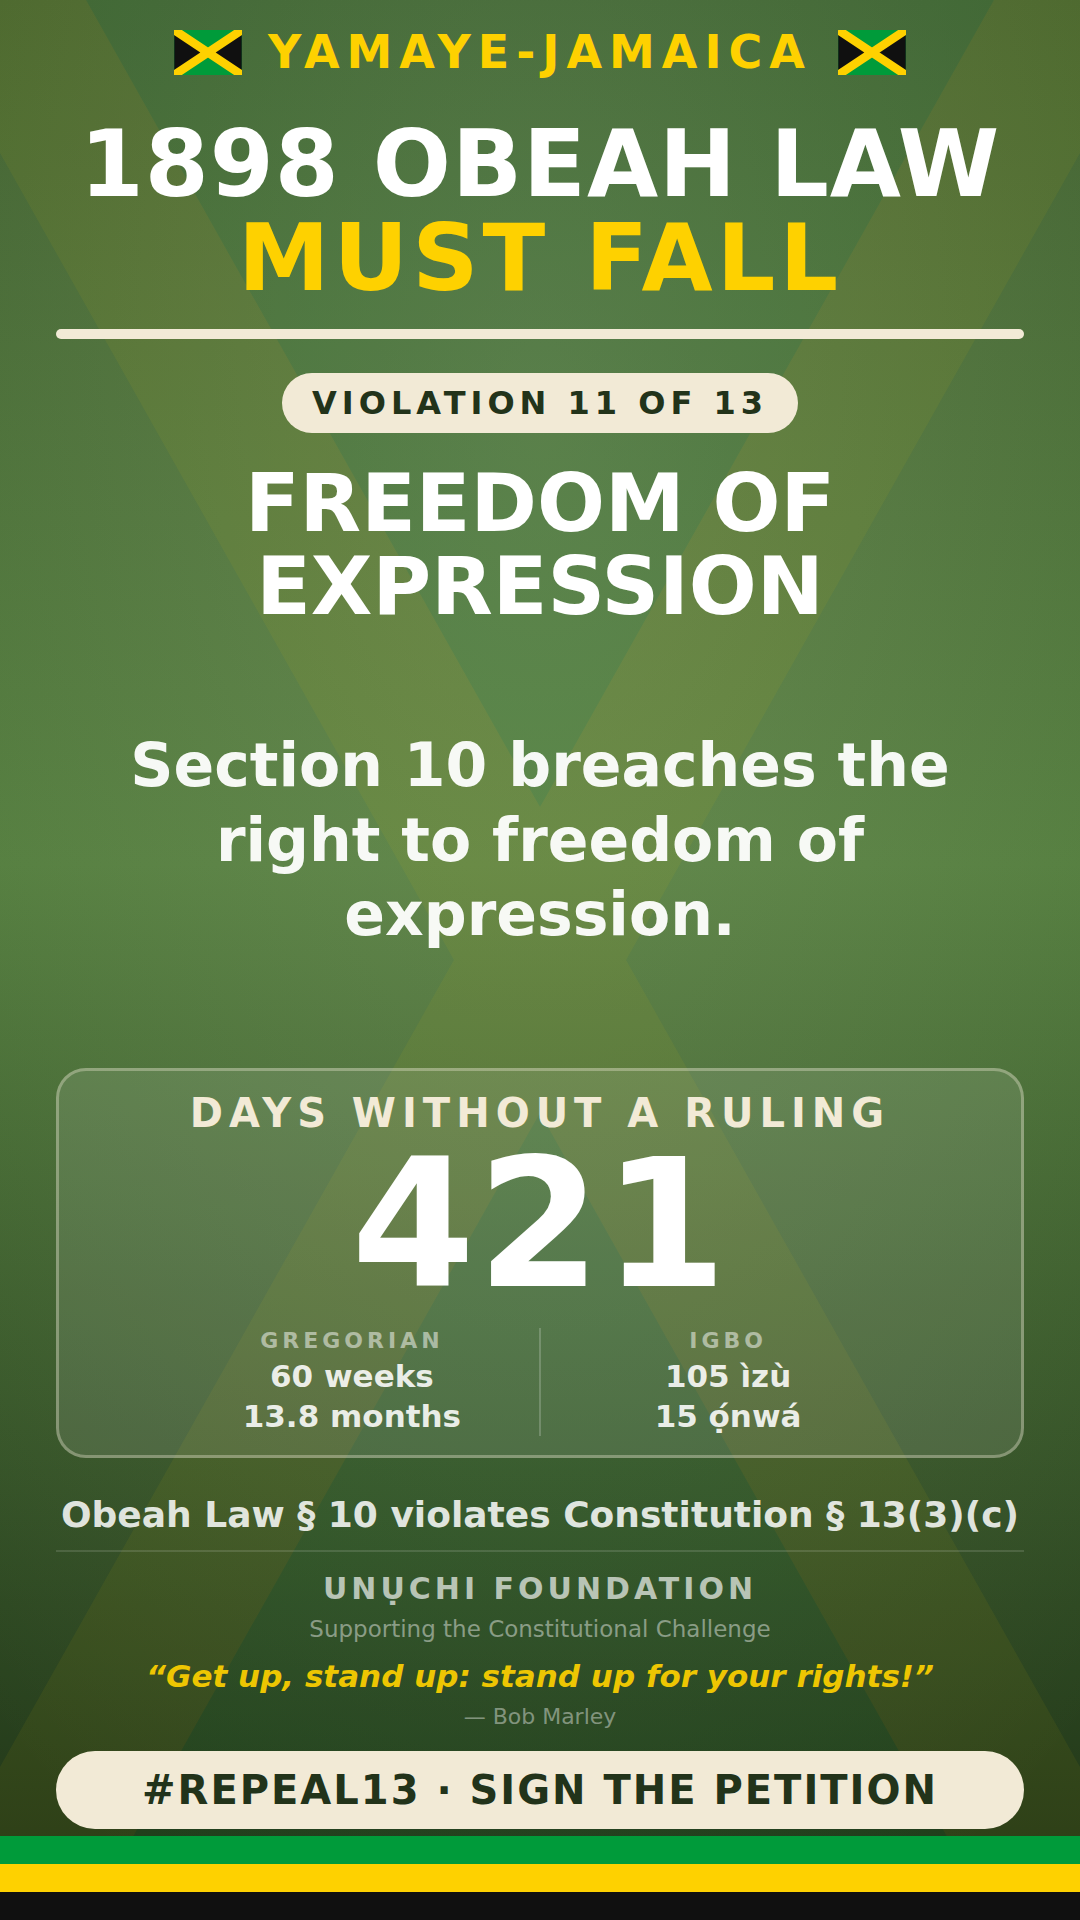 YAMAYE-JAMAICA
1898 OBEAH LAW
MUST FALL
VIOLATION 11 OF 13
FREEDOM OF
EXPRESSION
Section 10 breaches the
right to freedom of
expression.
DAYS WITHOUT A RULING
421
GREGORIAN
60 weeks
13.8 months
IGBO
105 ìzù
15 ọ́nwá
Obeah Law § 10 violates Constitution § 13(3)(c)
UNỤCHI FOUNDATION
Supporting the Constitutional Challenge
“Get up, stand up: stand up for your rights!”
— Bob Marley
#REPEAL13 · SIGN THE PETITION